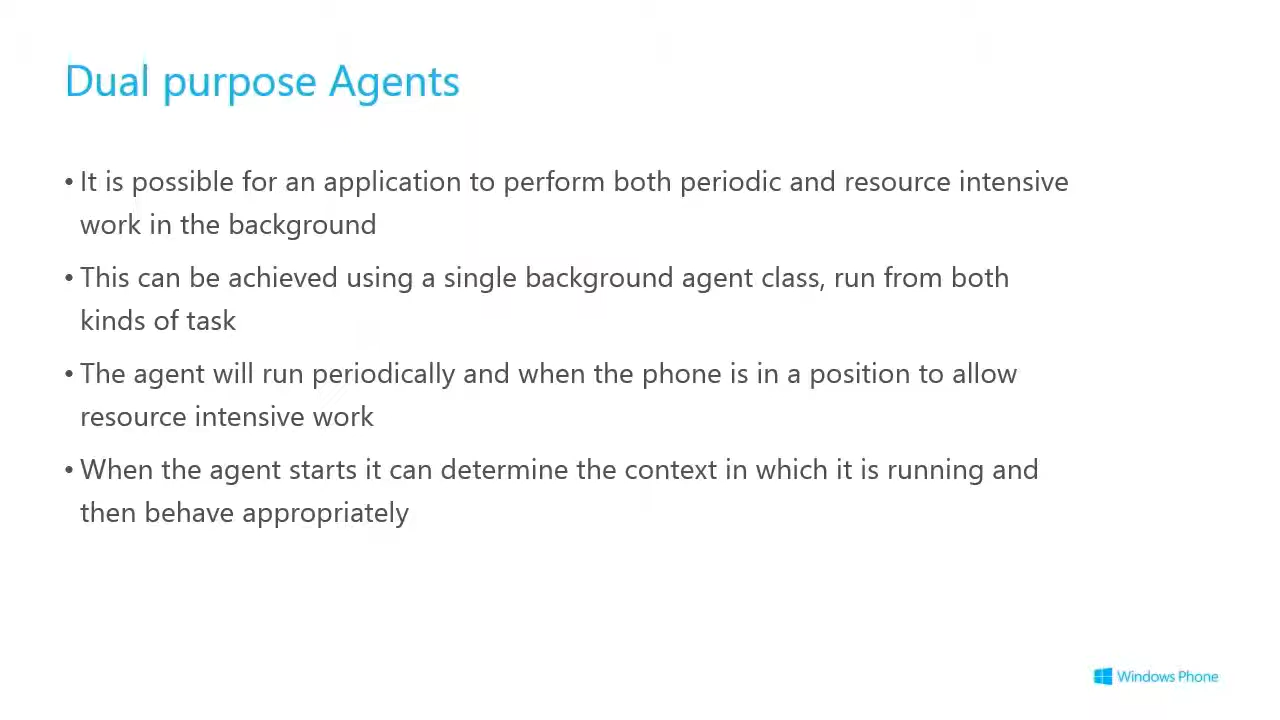 Dual purpose Agents
• It is possible for an application to perform both periodic and resource intensive
work in the background
• This can be achieved using a single background agent class, run from both
kinds of task
• The agent will run periodically and when the phone is in a position to allow
resource intensive work
• When the agent starts it can determine the context in which it is running and
then behave appropriately
Windows Phone